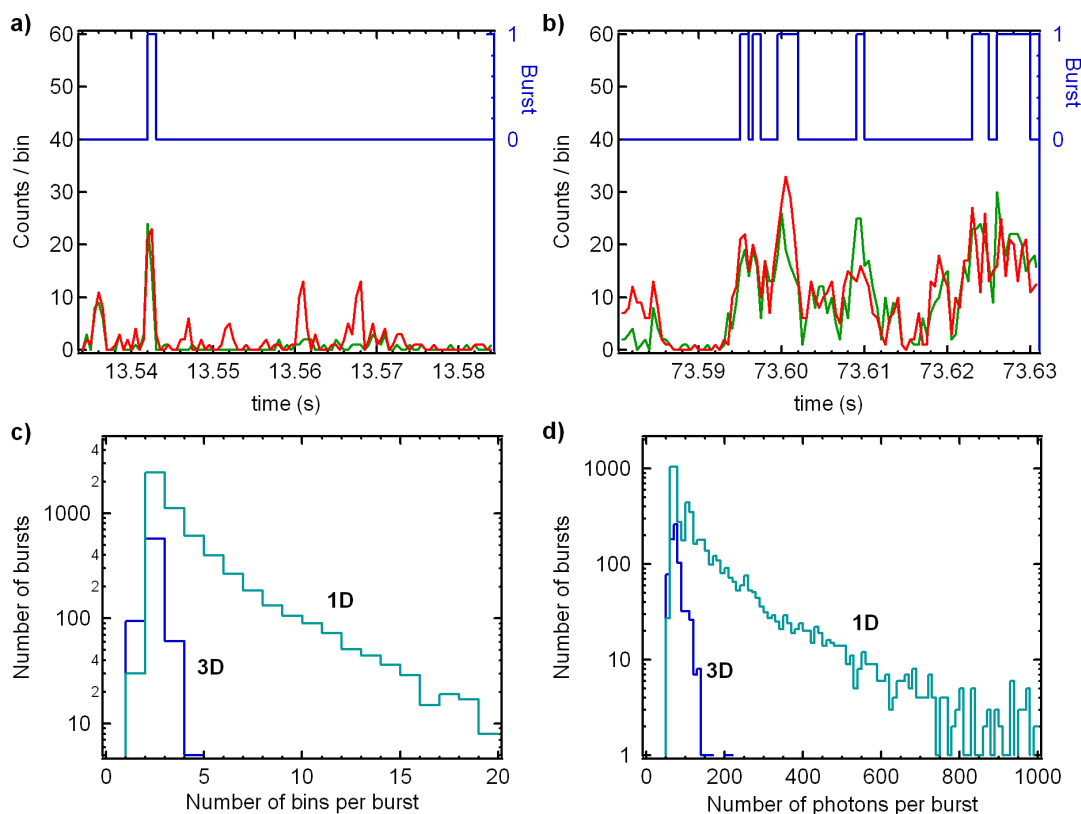 a)
60
50
40
30
20
10
0
Counts / bin
1
0
Burst
13.54 13.55 13.56 13.57 13.58
time (s)
b)
60
50
40
30
20
10
0
Counts / bin
1
0
Burst
73.59 73.60 73.61 73.62 73.63
time (s)
c)
4
2
1000
4
2
100
4
2
10
Number of bursts
1D
3D
0 5 10 15 20
Number of bins per burst
d)
1000
100
10
1
Number of bursts
1D
3D
0 200 400 600 800 1000
Number of photons per burst